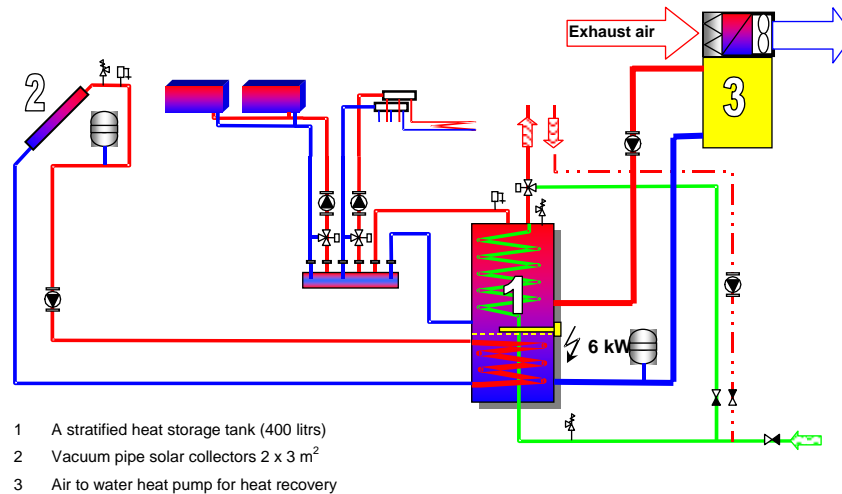 Exhaust air
2
3
1
6 kW
1 A stratified heat storage tank (400 litrs)
2 Vacuum pipe solar collectors 2 x 3 m²
3 Air to water heat pump for heat recovery